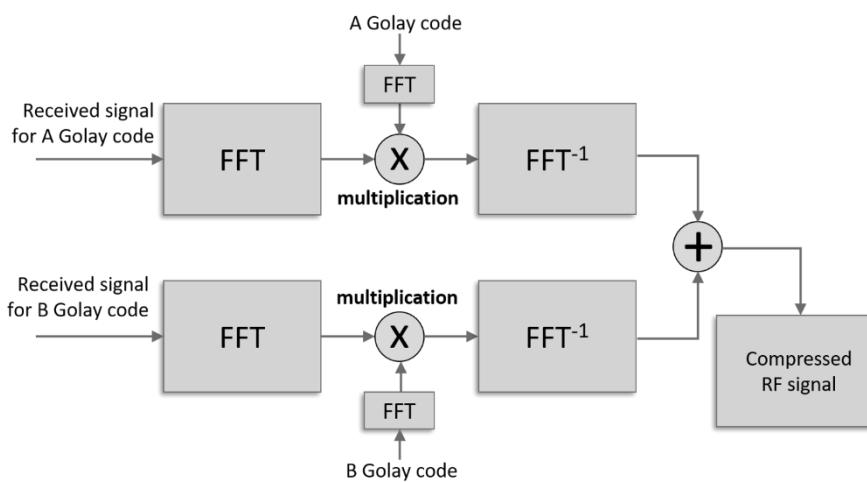 A Golay code
FFT
Received signal
for A Golay code
FFT
X
FFT-1
multiplication
+
Received signal
for B Golay code
multiplication
FFT
X
FFT-1
FFT
B Golay code
Compressed
RF signal